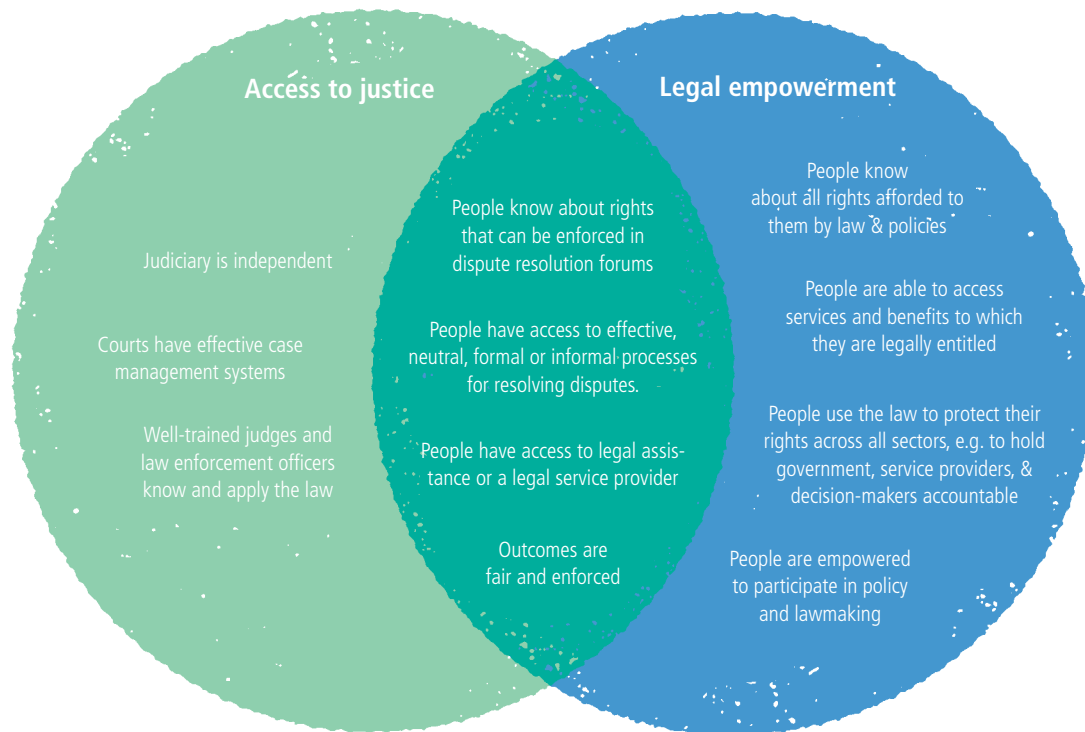 Access to justice
Judiciary is independent
Courts have effective case
management systems
Well-trained judges and
law enforcement officers
know and apply the law
People know about rights
that can be enforced in
dispute resolution forums
People have access to effective,
neutral, formal or informal processes
for resolving disputes.
People have access to legal assis-
tance or a legal service provider
Outcomes are
fair and enforced
Legal empowerment
People know
about all rights afforded to
them by law & policies
People are able to access
services and benefits to which
they are legally entitled
People use the law to protect their
rights across all sectors, e.g. to hold
government, service providers, &
decision-makers accountable
People are empowered
to participate in policy
and lawmaking